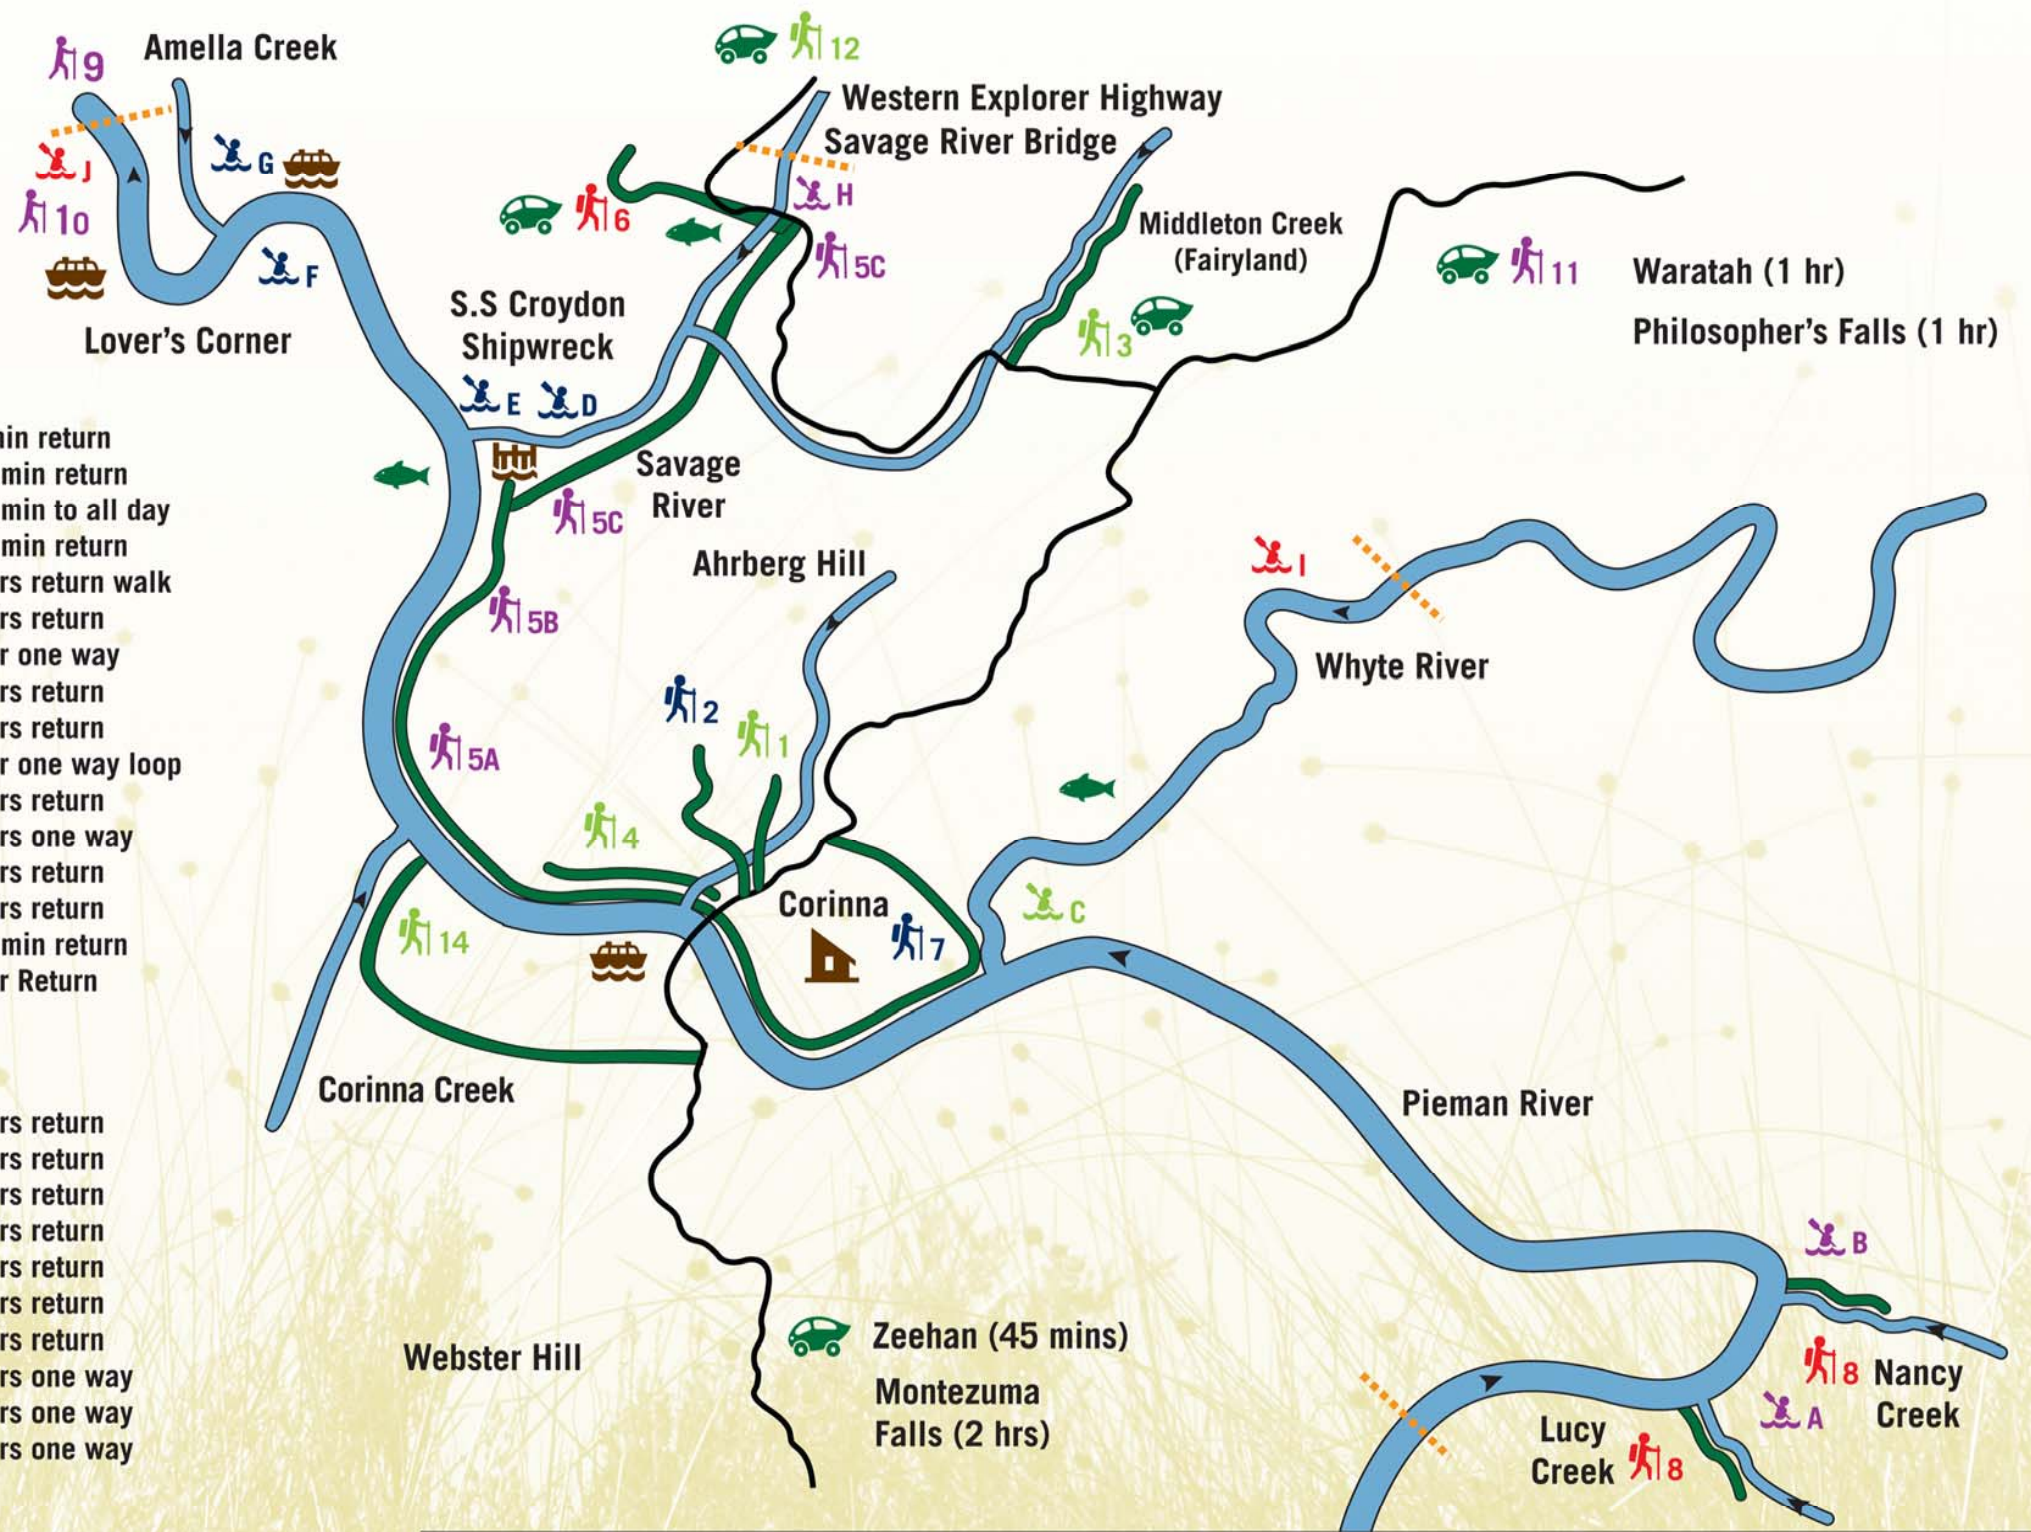 9
Amella Creek
12
Western Explorer Highway
Savage River Bridge
J
G
10
F
H
6
5C
Middleton Creek
(Fairyland)
3
11
Waratah (1 hr)
Philosopher's Falls (1 hr)
Lover's Corner
S.S Croydon
Shipwreck
E
D
Savage
River
5C
Ahrberg Hill
5B
2
1
5A
4
I
Whyte River
14
Corinna
7
C
Corinna Creek
Pieman River
B
Webster Hill
Zeehan (45 mins)
Montezuma
Falls (2 hrs)
8
Nancy
Creek
A
Lucy
Creek
8
in return
min return
min to all day
min return
rs return walk
rs return
r one way
rs return
rs return
r one way loop
rs return
rs one way
rs return
rs return
min return
r Return
rs return
rs return
rs return
rs return
rs return
rs return
rs return
rs one way
rs one way
rs one way